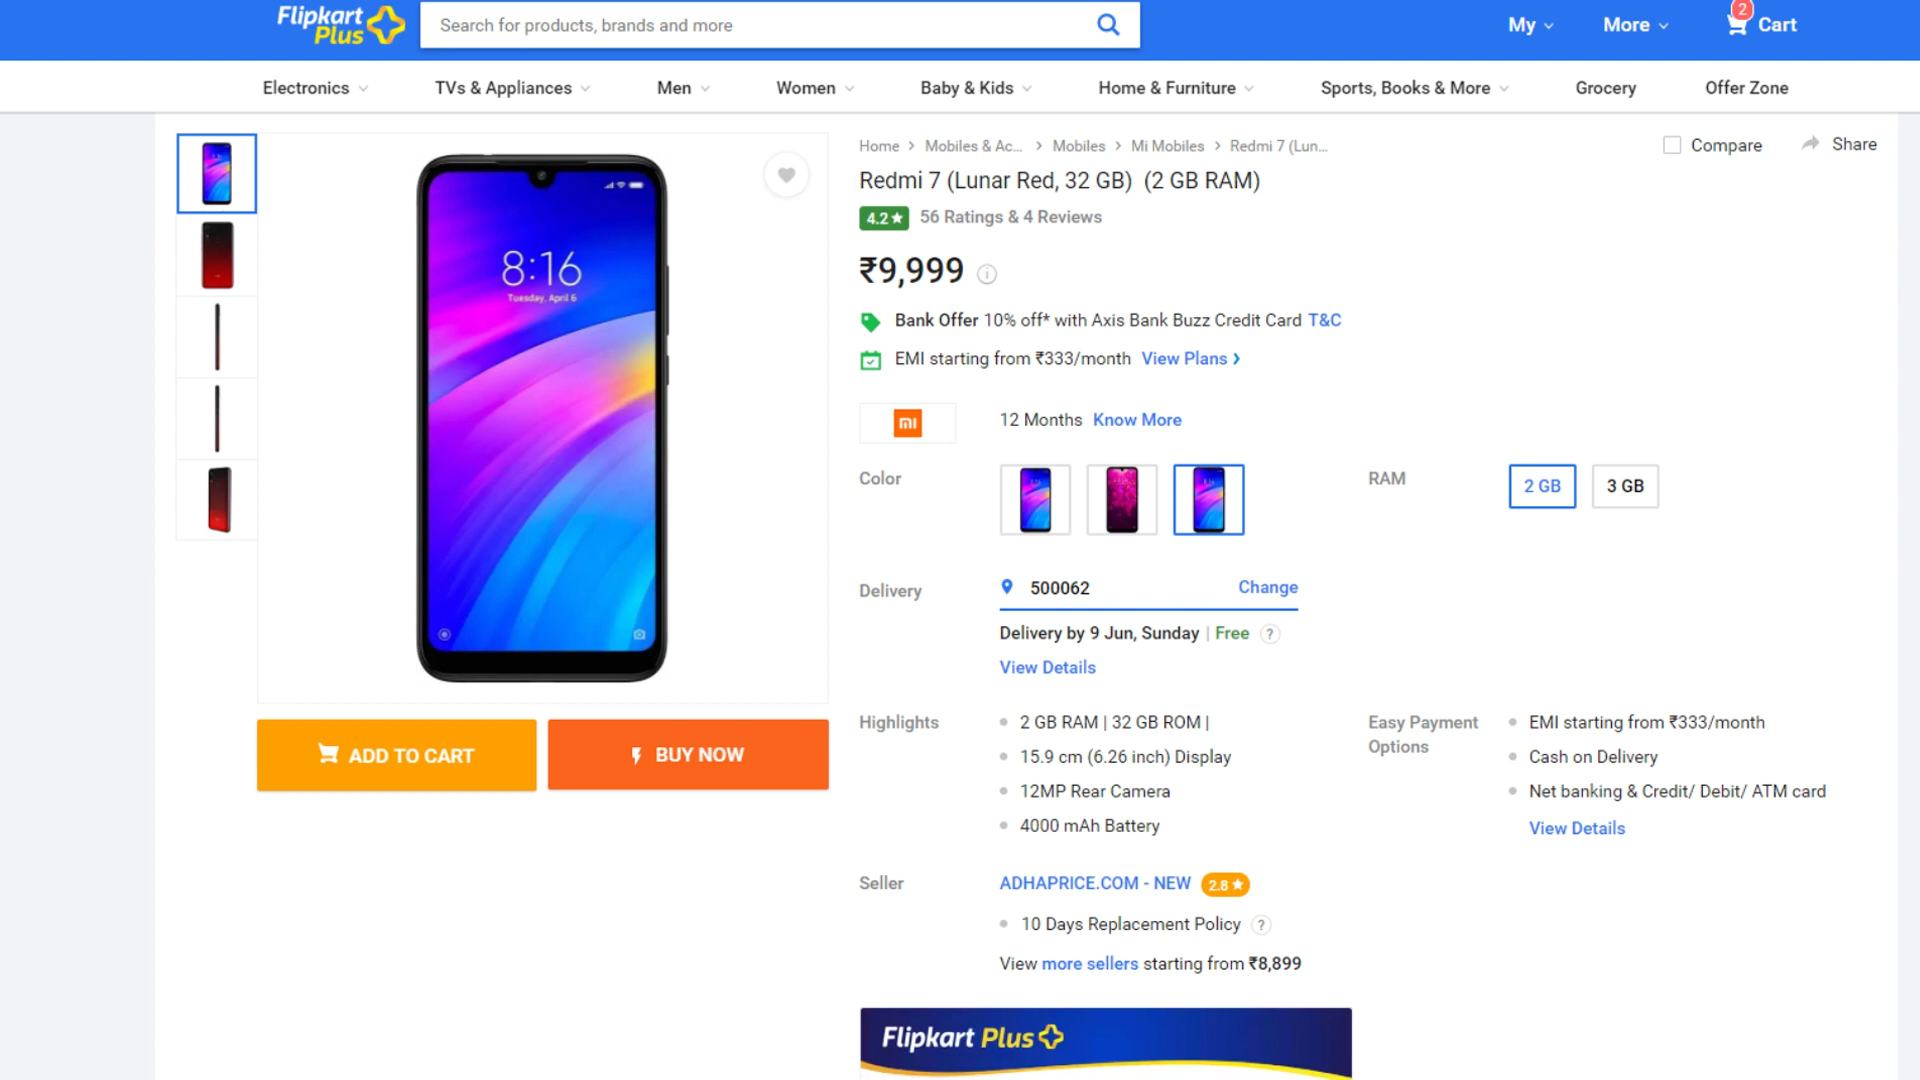 Flipkart
Plus
Search for products, brands and more
My
More
2
Cart
Electronics
TVs & Appliances
Men
Women
Baby & Kids
Home & Furniture
Sports, Books & More
Grocery
Offer Zone
Home > Mobiles & Ac... > Mobiles > Mi Mobiles > Redmi 7 (Lun...
Compare
Share
Redmi 7 (Lunar Red, 32 GB) (2 GB RAM)
4.2★ 56 Ratings & 4 Reviews
₹9,999
Bank Offer 10% off* with Axis Bank Buzz Credit Card T&C
EMI starting from ₹333/month View Plans >
8:16
Tuesday, April 6
mi
12 Months Know More
Color
RAM
2 GB
3 GB
Delivery
500062
Change
Delivery by 9 Jun, Sunday | Free ?
View Details
ADD TO CART
BUY NOW
Highlights
2 GB RAM | 32 GB ROM |
15.9 cm (6.26 inch) Display
12MP Rear Camera
4000 mAh Battery
Easy Payment
Options
EMI starting from ₹333/month
Cash on Delivery
Net banking & Credit/ Debit/ ATM card
View Details
Seller
ADHAPRICE.COM - NEW 2.8★
10 Days Replacement Policy ?
View more sellers starting from ₹8,899
Flipkart Plus